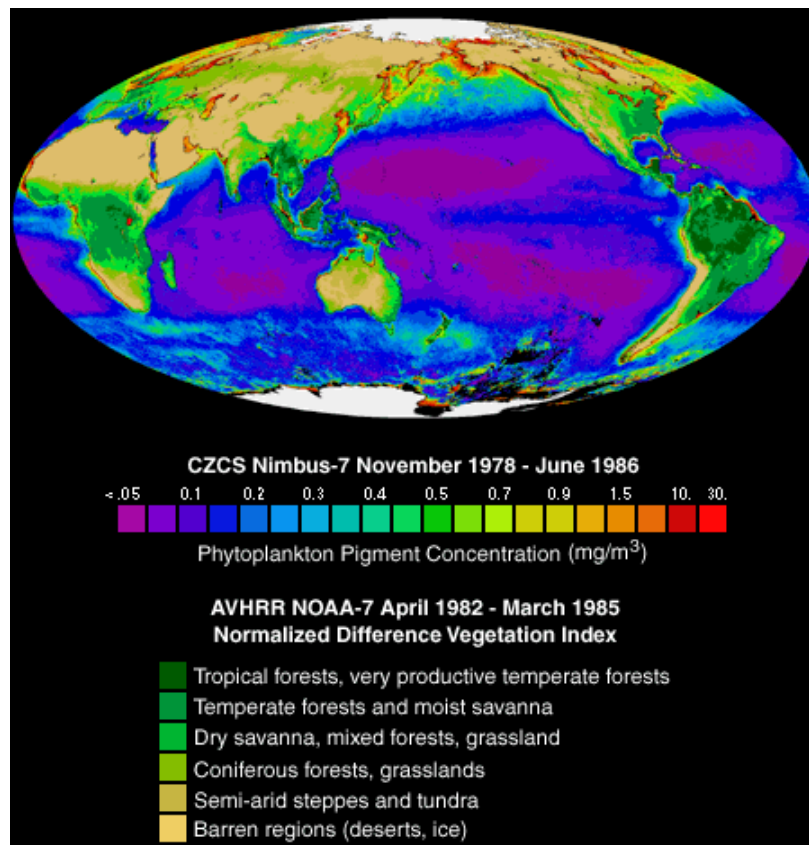 CZCS Nimbus-7 November 1978 - June 1986
<.05 0.1 0.2 0.3 0.4 0.5 0.7 0.9 1.5 10. 30.
Phytoplankton Pigment Concentration (mg/m³)
AVHRR NOAA-7 April 1982 - March 1985
Normalized Difference Vegetation Index
Tropical forests, very productive temperate forests
Temperate forests and moist savanna
Dry savanna, mixed forests, grassland
Coniferous forests, grasslands
Semi-arid steppes and tundra
Barren regions (deserts, ice)